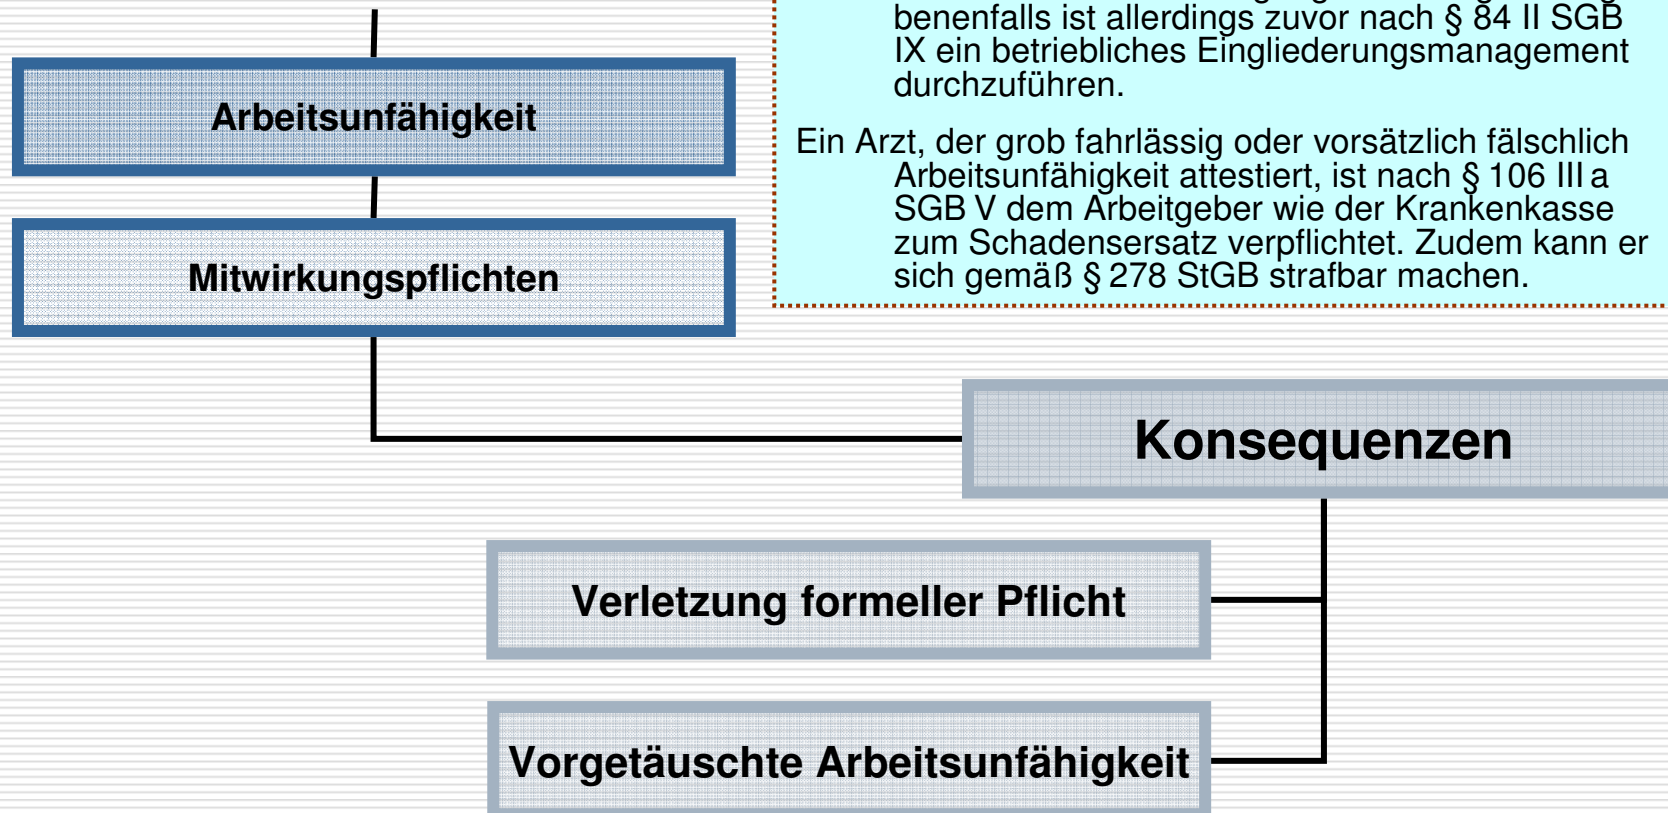 benenfalls ist allerdings zuvor nach § 84 II SGB
IX ein betriebliches Eingliederungsmanagement
durchzuführen.
Ein Arzt, der grob fahrlässig oder vorsätzlich fälschlich
Arbeitsunfähigkeit attestiert, ist nach § 106 III a
SGB V dem Arbeitgeber wie der Krankenkasse
zum Schadensersatz verpflichtet. Zudem kann er
sich gemäß § 278 StGB strafbar machen.
Arbeitsunfähigkeit
Mitwirkungspflichten
Konsequenzen
Verletzung formeller Pflicht
Vorgetäuschte Arbeitsunfähigkeit